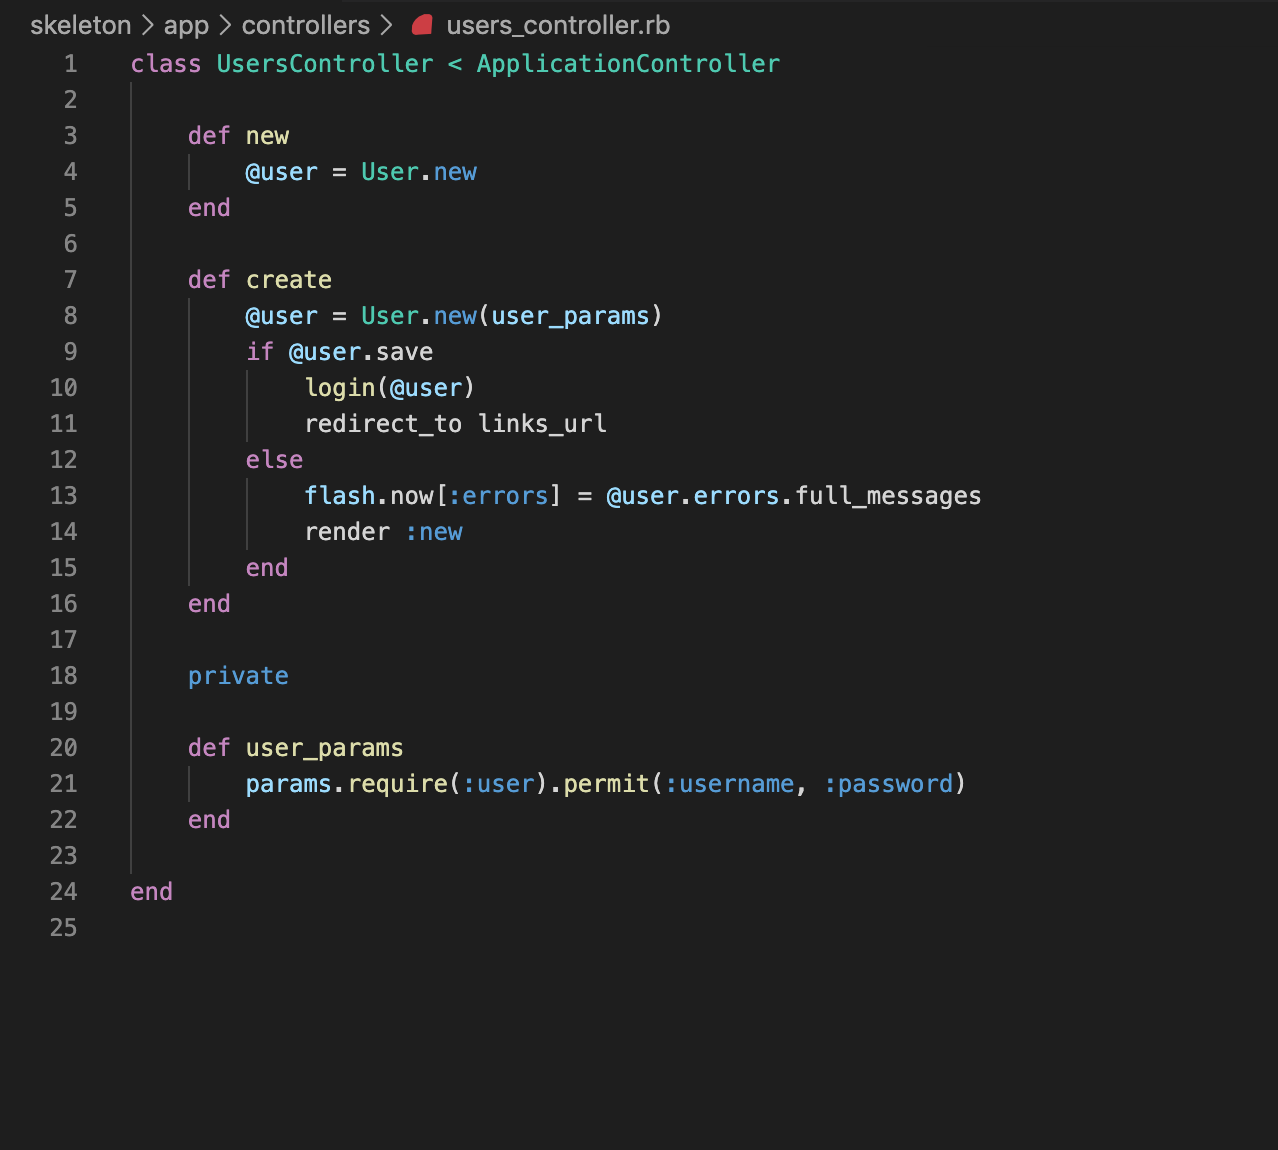 skeleton > app > controllers > users_controller.rb
1 class UsersController < ApplicationController
2
3     def new
4         @user = User.new
5     end
6
7     def create
8         @user = User.new(user_params)
9         if @user.save
10             login(@user)
11             redirect_to links_url
12         else
13             flash.now[:errors] = @user.errors.full_messages
14             render :new
15         end
16     end
17
18     private
19
20     def user_params
21         params.require(:user).permit(:username, :password)
22     end
23
24 end
25